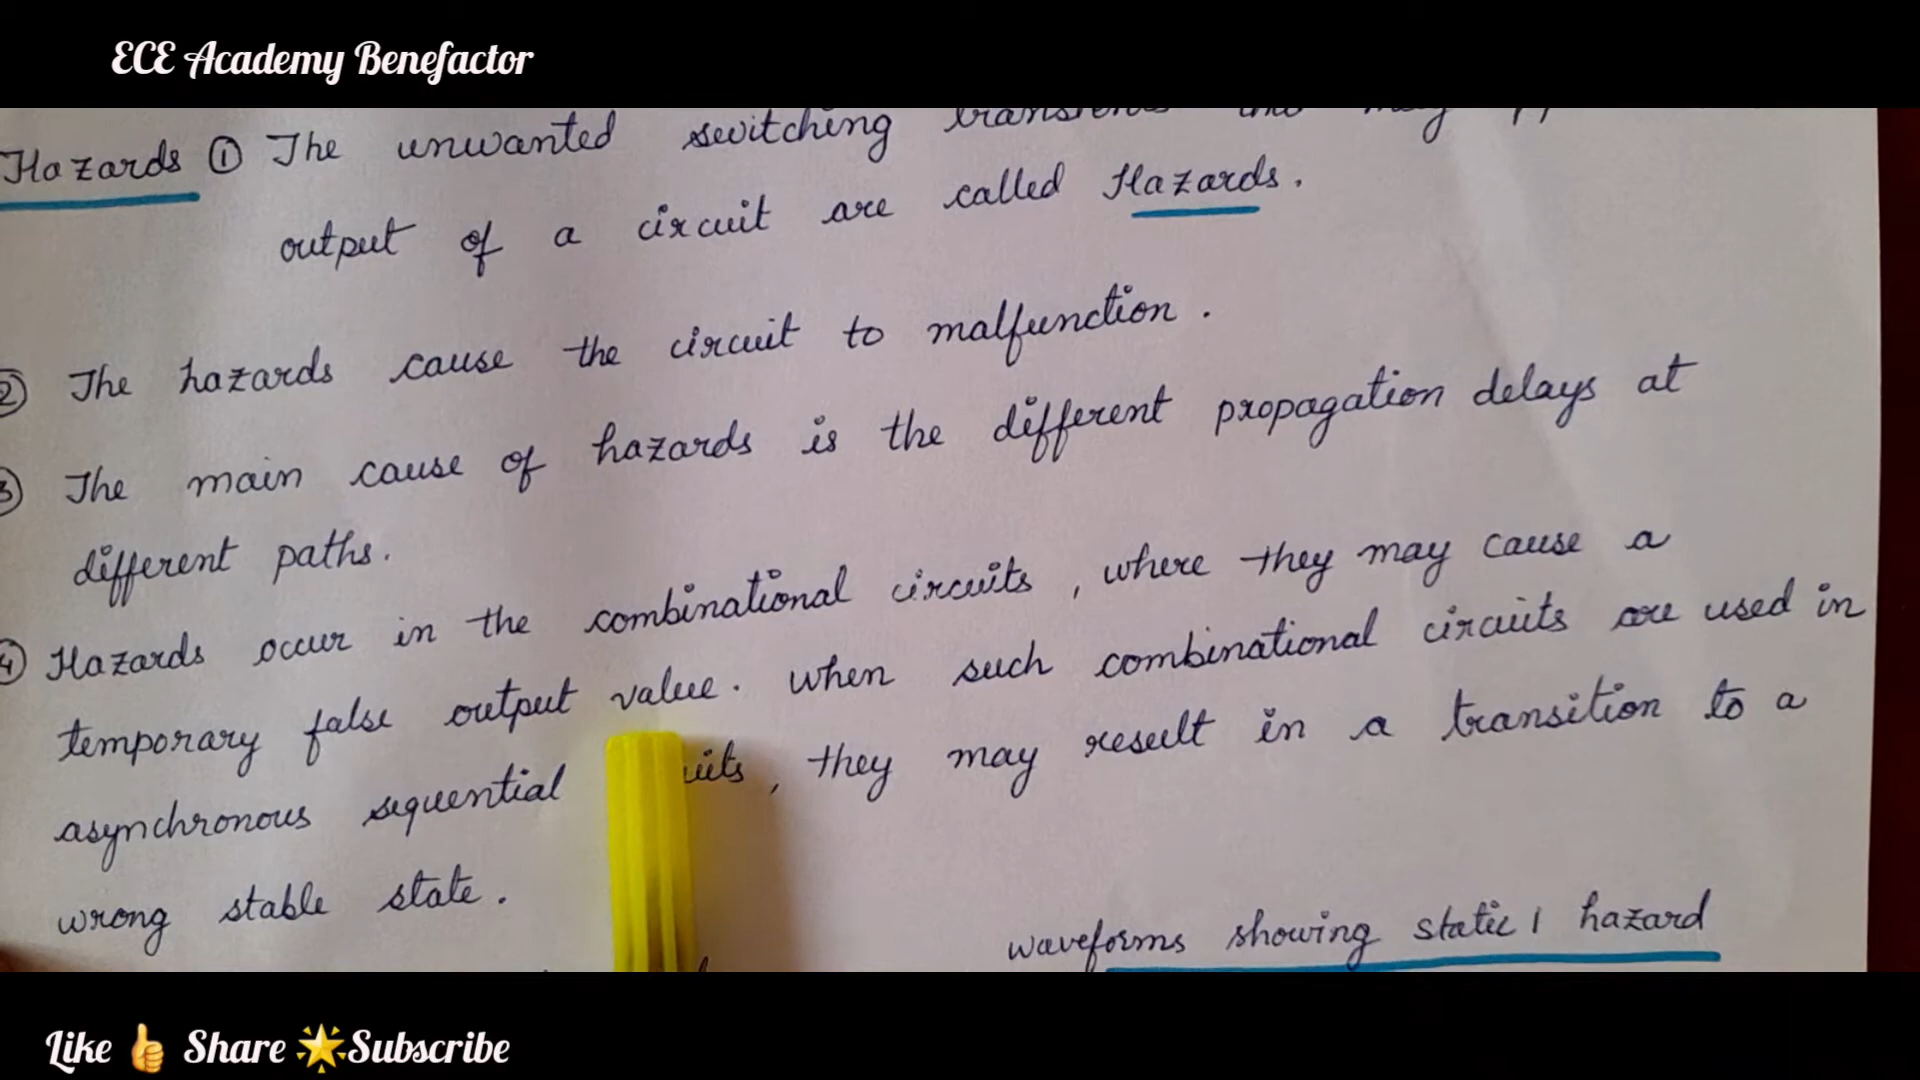 ECE Academy Benefactor
Hazards ① The unwanted switching may
output of a circuit are called Hazards.
② The hazards cause the circuit to malfunction.
③ The main cause of hazards is the different propagation delays at
different paths.
④ Hazards occur in the combinational circuits, where they may cause a
temporary false output value. When such combinational circuits are used in
asynchronous sequential uits, they may result in a transition to a
wrong stable state.
waveforms showing static 1 hazard
Like 👍 Share 🌟Subscribe